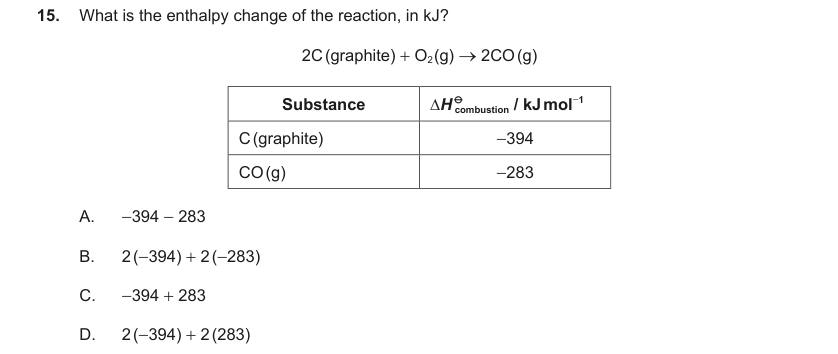 15. What is the enthalpy change of the reaction, in kJ?
2C (graphite) + O₂ (g) → 2CO (g)
Substance ΔH⦵combustion / kJ mol⁻¹
C (graphite) −394
CO (g) −283
A. −394 − 283
B. 2 (−394) + 2 (−283)
C. −394 + 283
D. 2 (−394) + 2 (283)